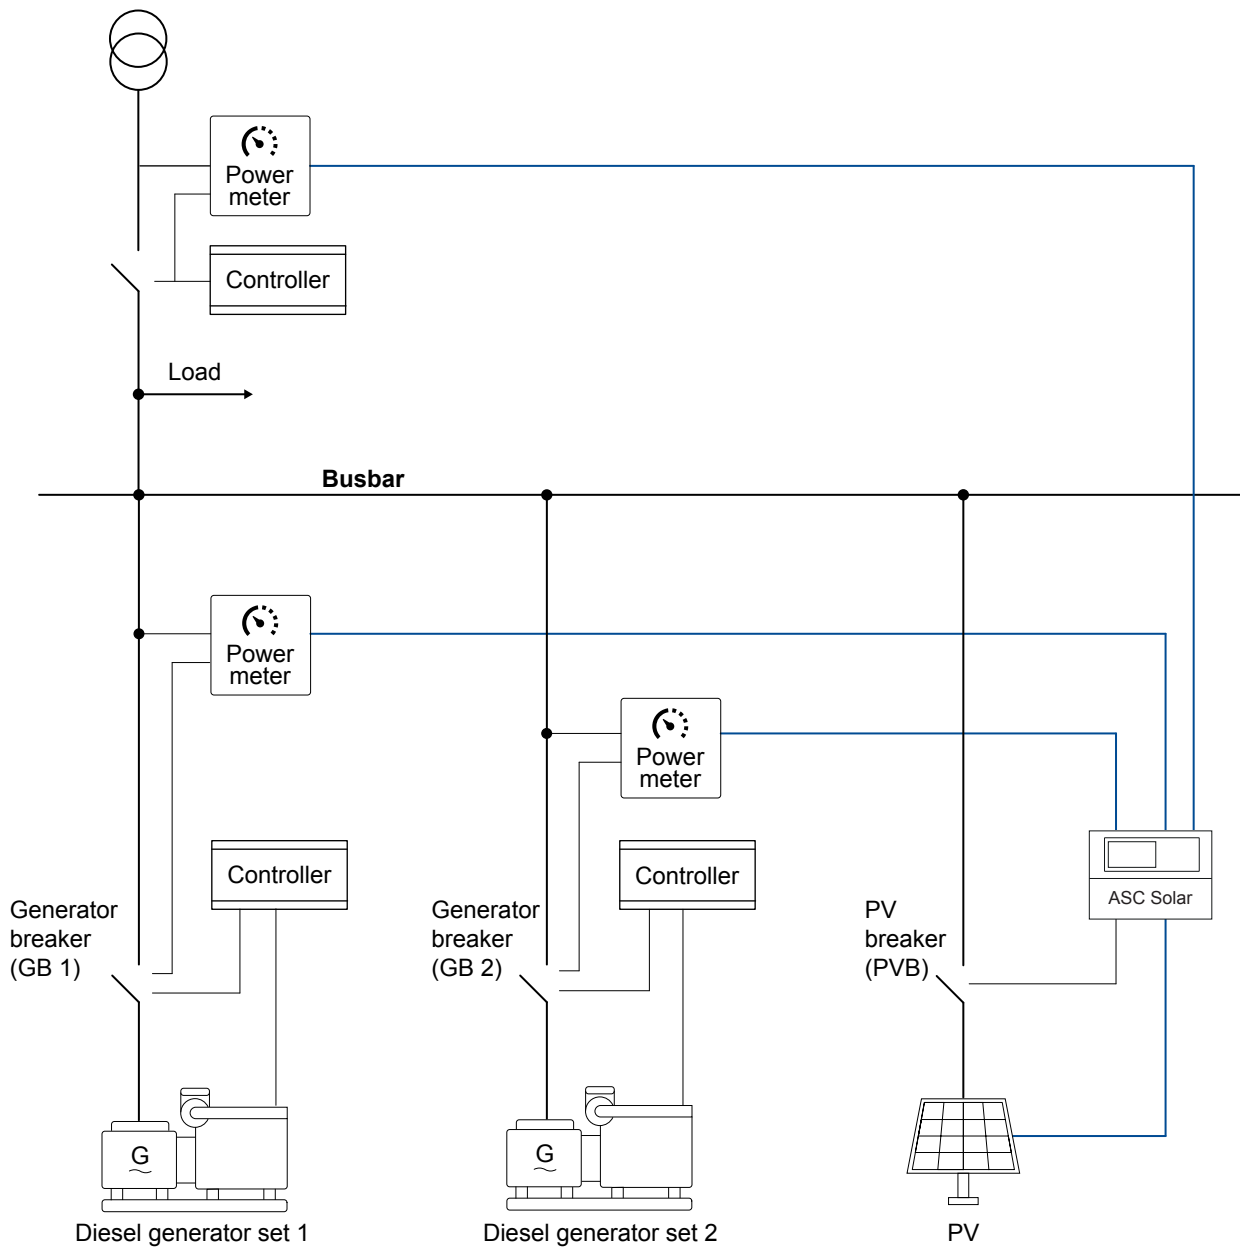 Power
meter
Controller
Load
Busbar
Power
meter
Power
meter
Controller
Controller
ASC Solar
Generator
breaker
(GB 1)
Generator
breaker
(GB 2)
PV
breaker
(PVB)
G
G
Diesel generator set 1
Diesel generator set 2
PV